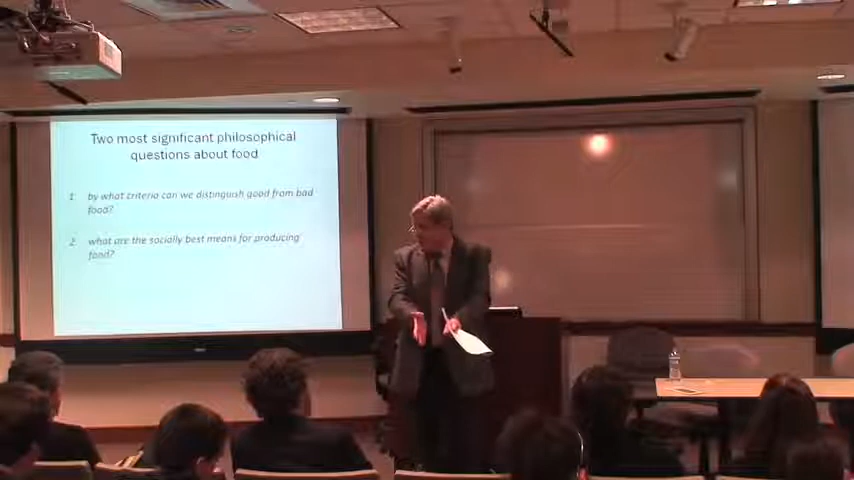 Two most significant philosophical
questions about food
1 by what criteria can we distinguish good from bad
food?
2 what are the socially best means for producing
food?